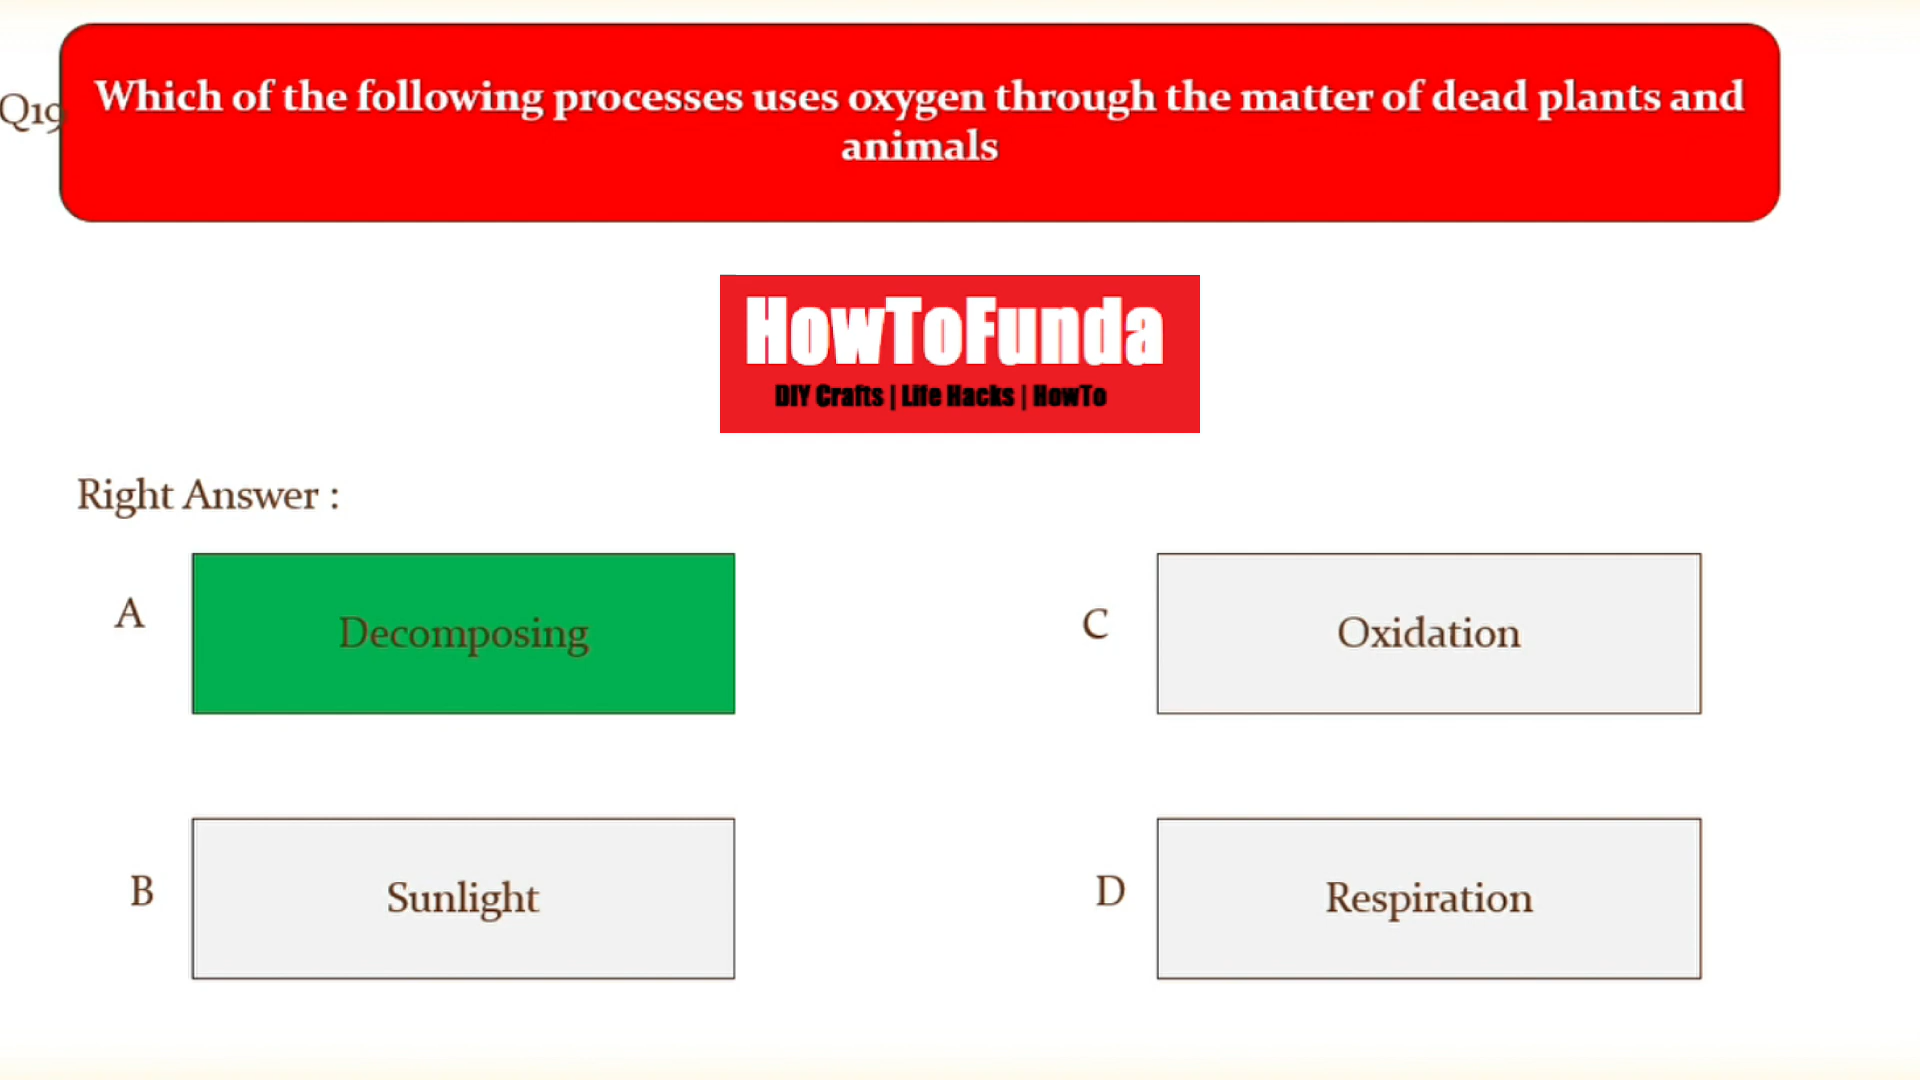 Q19
Which of the following processes uses oxygen through the matter of dead plants and
animals
HowToFunda
DIY Crafts | Life Hacks | HowTo
Right Answer :
A
Decomposing
C
Oxidation
B
Sunlight
D
Respiration